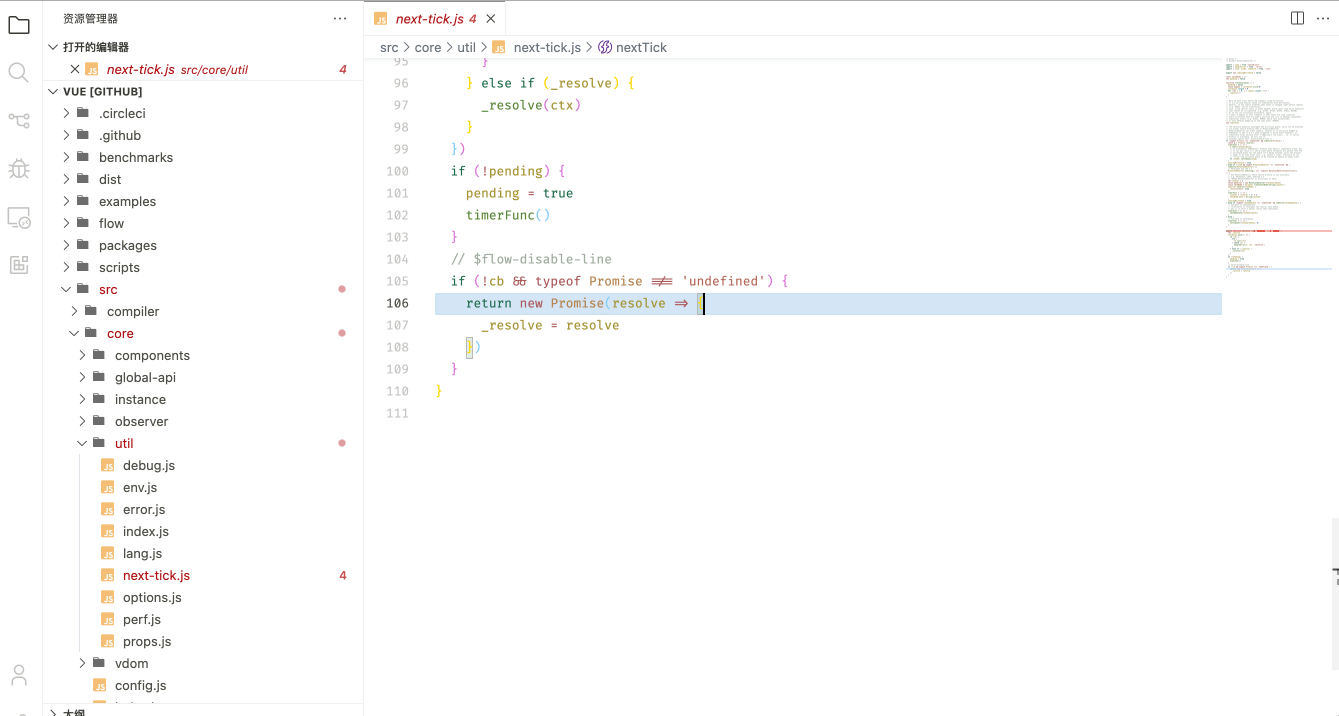 资源管理器
打开的编辑器
next-tick.js src/core/util 4
VUE [GITHUB]
.circleci
.github
benchmarks
dist
examples
flow
packages
scripts
src
compiler
core
components
global-api
instance
observer
util
JS debug.js
JS env.js
JS error.js
JS index.js
JS lang.js
JS next-tick.js 4
JS options.js
JS perf.js
JS props.js
vdom
JS config.js
大纲
JS next-tick.js 4
src > core > util > JS next-tick.js > nextTick
95 }
96 } else if (_resolve) {
97 _resolve(ctx)
98 }
99 })
100 if (!pending) {
101 pending = true
102 timerFunc()
103 }
104 // $flow-disable-line
105 if (!cb && typeof Promise !== 'undefined') {
106 return new Promise(resolve => {
107 _resolve = resolve
108 })
109 }
110 }
111